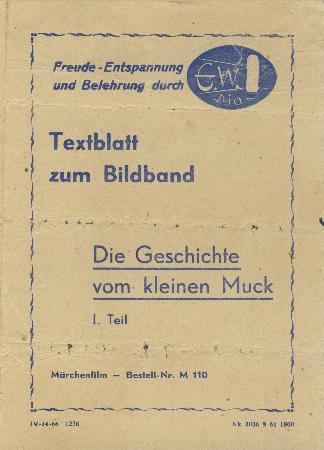 Freude-Entspannung
und Belehrung durch
Textblatt
zum Bildband
Die Geschichte
vom kleinen Muck
I. Teil
Märchenfilm — Bestell-Nr. M 110
IV-14-66 1238
Nk 3036 9 61 1800